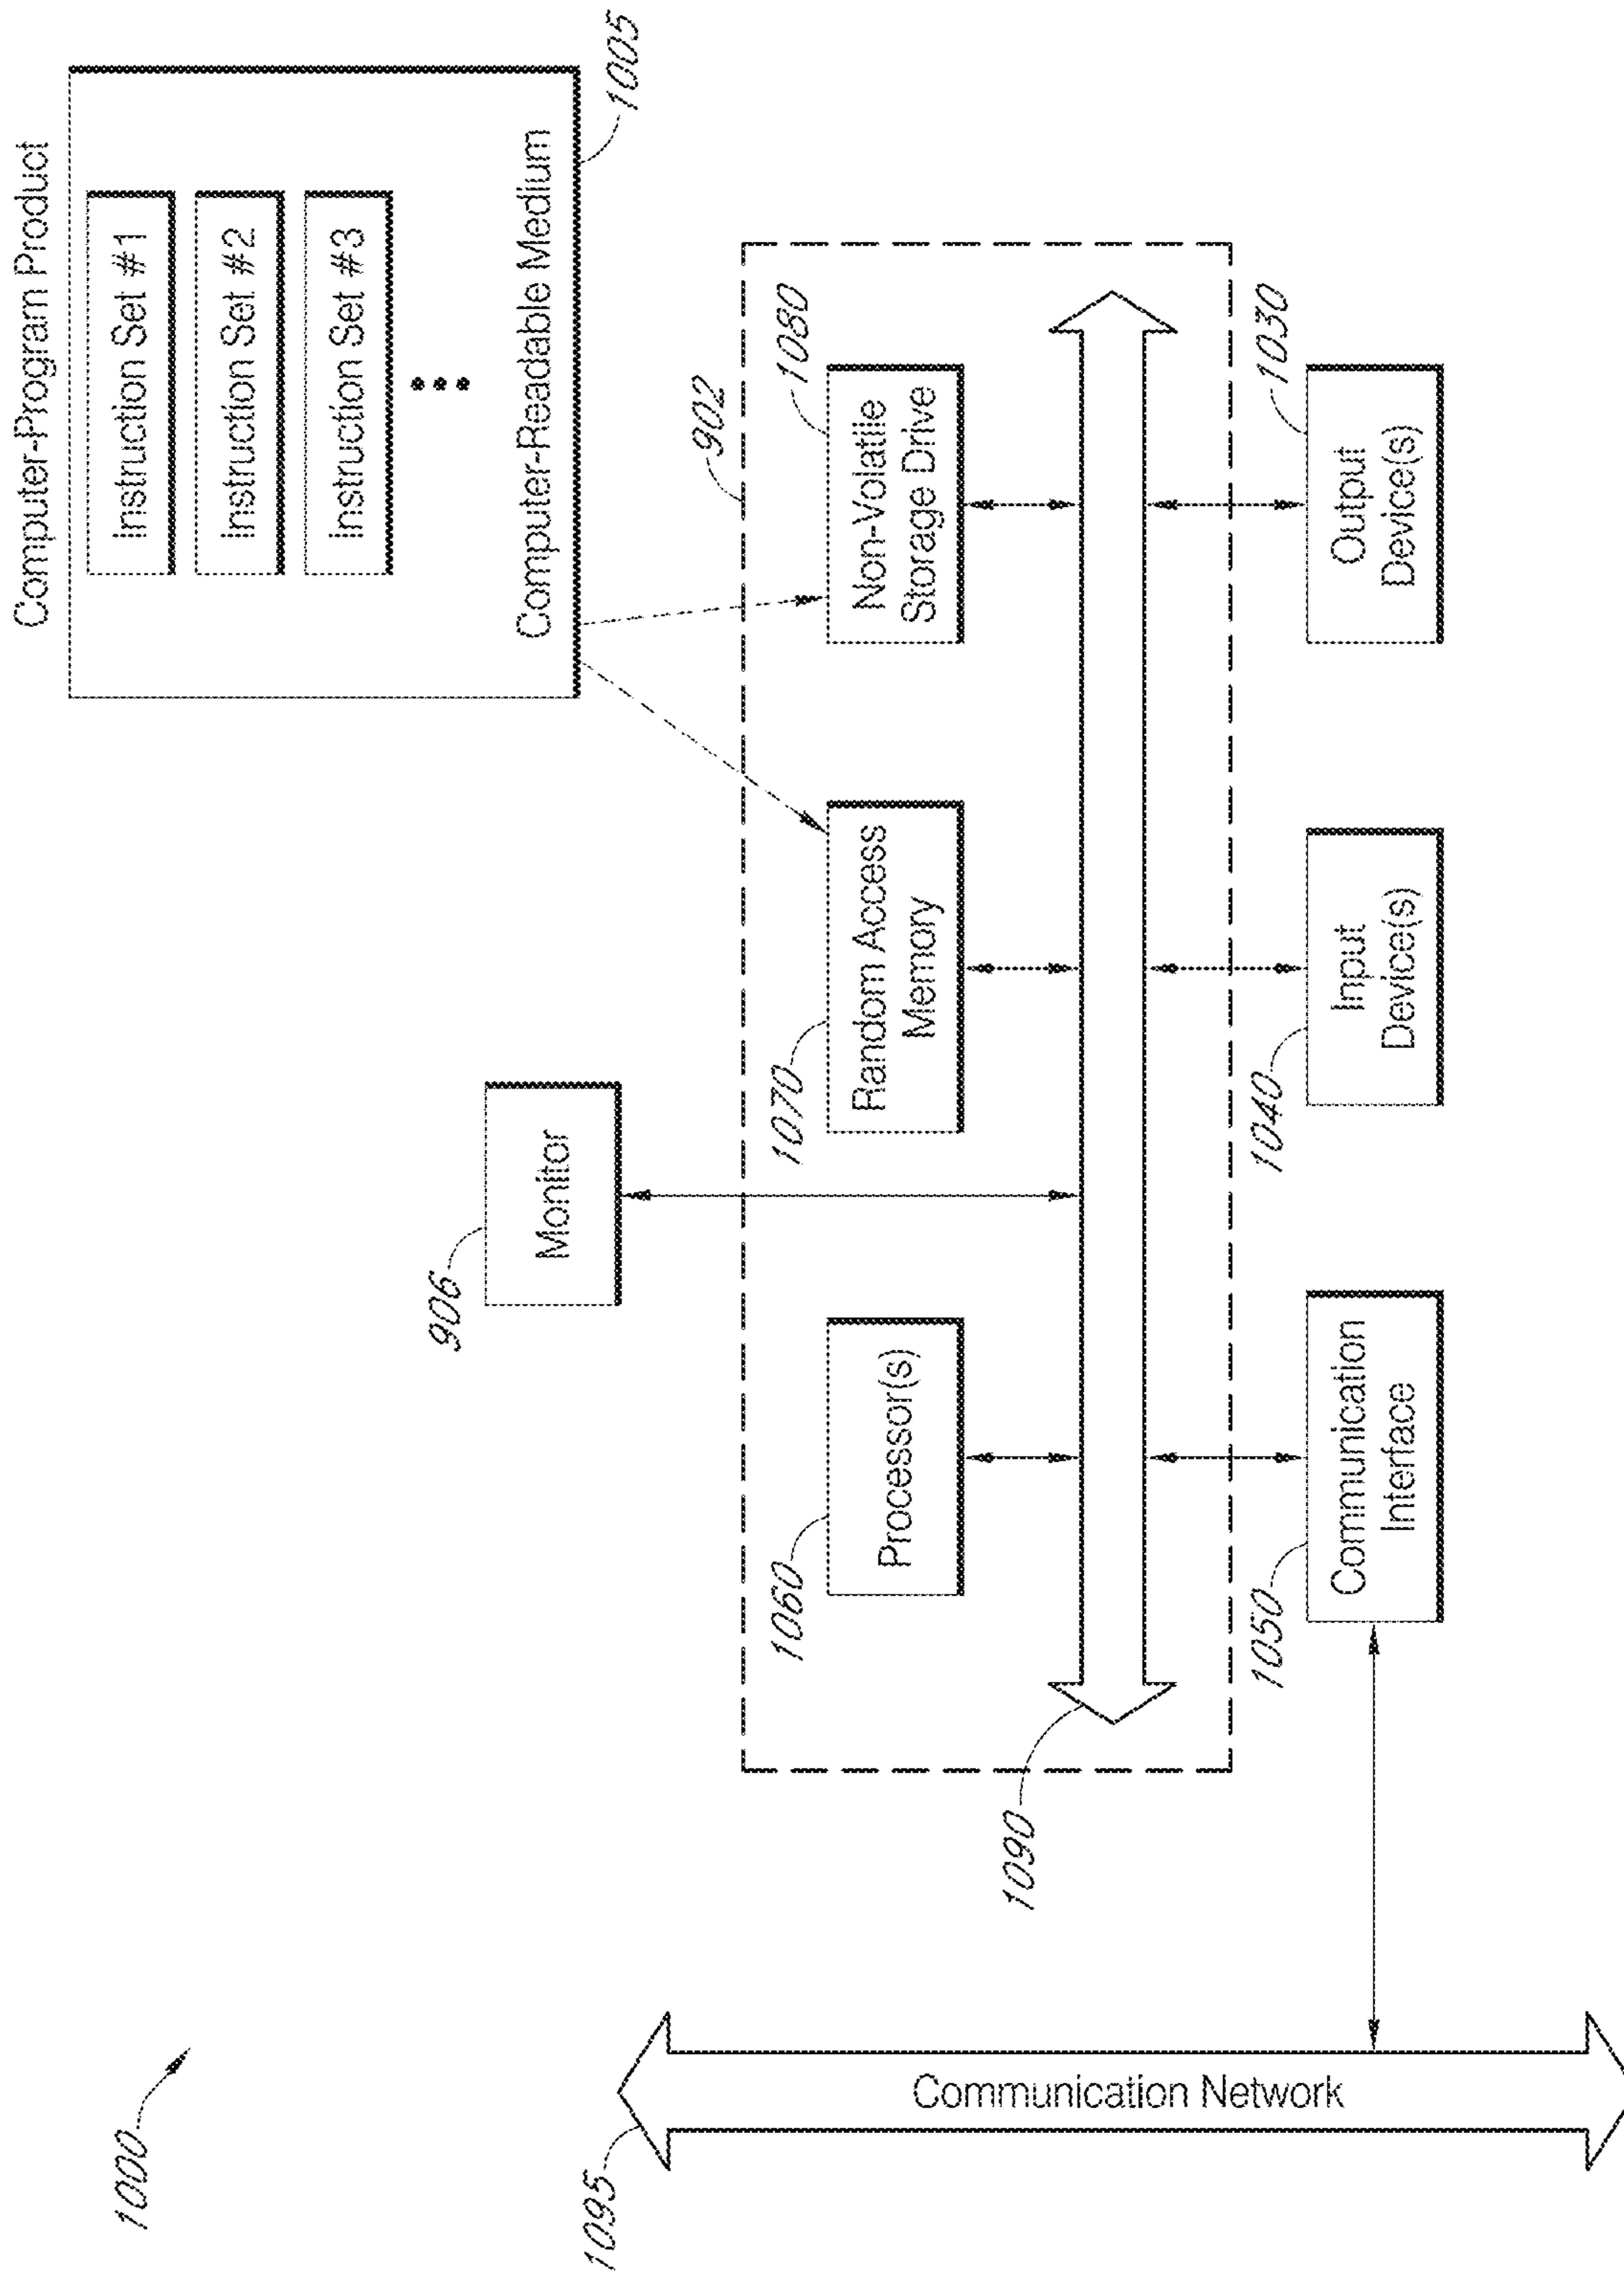 1000
Computer-Program Product
Instruction Set #1
Instruction Set #2
Instruction Set #3
Computer-Readable Medium
1005
906
Monitor
902
1060
Processor(s)
1070
Random Access
Memory
1080
Non-Volatile
Storage Drive
1090
1095
Communication Network
1050
Communication
Interface
1040
Input
Device(s)
1030
Output
Device(s)